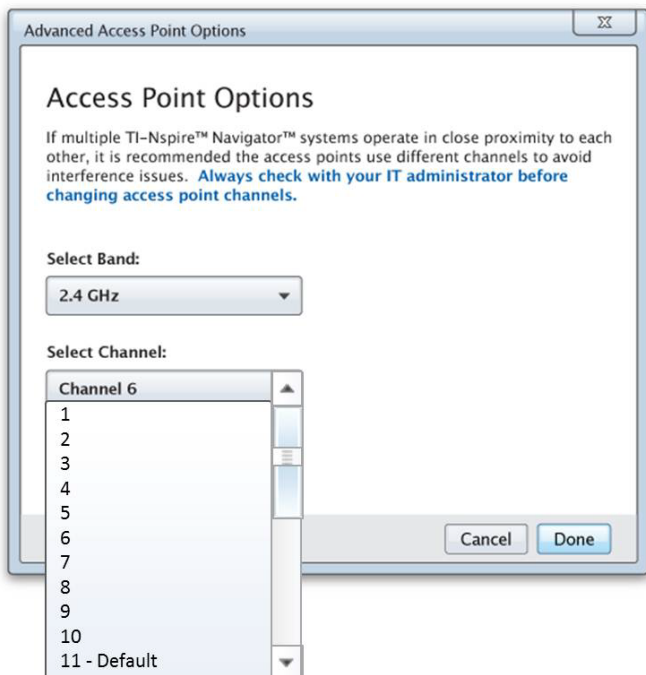 Advanced Access Point Options
Access Point Options
If multiple TI-Nspire™ Navigator™ systems operate in close proximity to each
other, it is recommended the access points use different channels to avoid
interference issues. Always check with your IT administrator before
changing access point channels.
Select Band:
2.4 GHz
Select Channel:
Channel 6
1
2
3
4
5
6
7
8
9
10
11 - Default
Cancel
Done